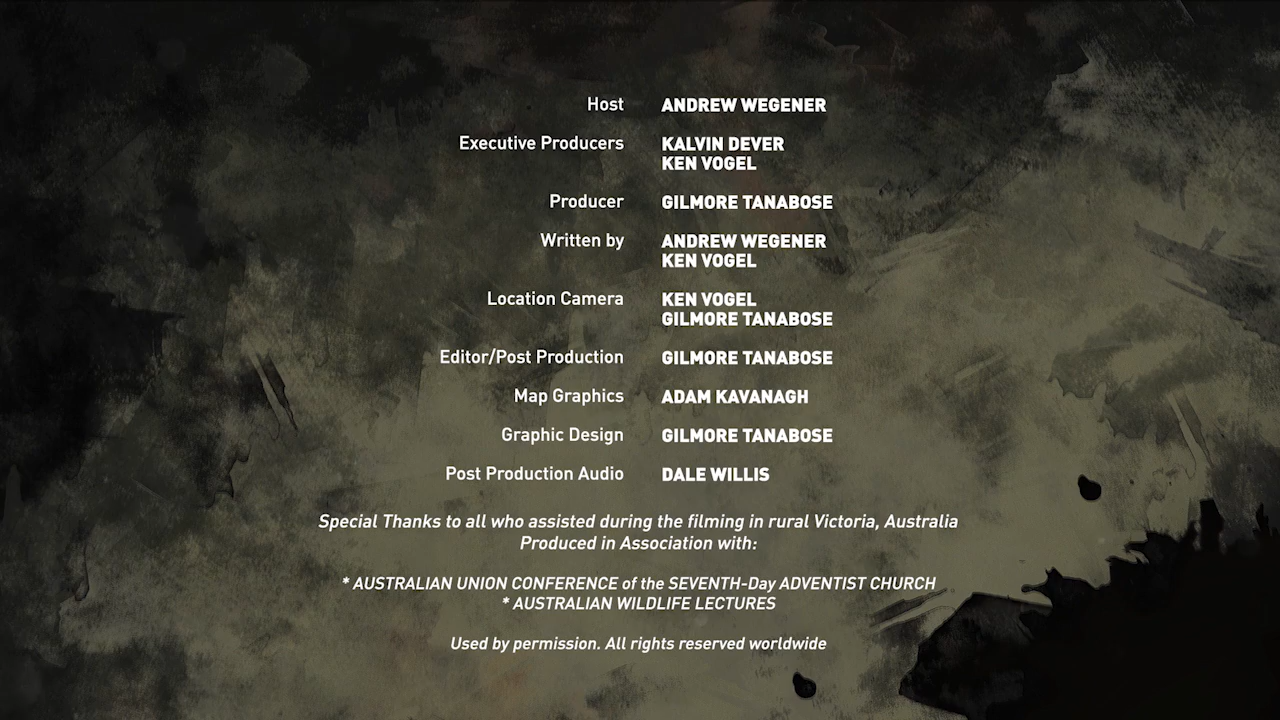 Host ANDREW WEGENER
Executive Producers KALVIN DEVER
KEN VOGEL
Producer GILMORE TANABOSE
Written by ANDREW WEGENER
KEN VOGEL
Location Camera KEN VOGEL
GILMORE TANABOSE
Editor/Post Production GILMORE TANABOSE
Map Graphics ADAM KAVANAGH
Graphic Design GILMORE TANABOSE
Post Production Audio DALE WILLIS
Special Thanks to all who assisted during the filming in rural Victoria, Australia
Produced in Association with:
* AUSTRALIAN UNION CONFERENCE of the SEVENTH-Day ADVENTIST CHURCH
* AUSTRALIAN WILDLIFE LECTURES
Used by permission. All rights reserved worldwide